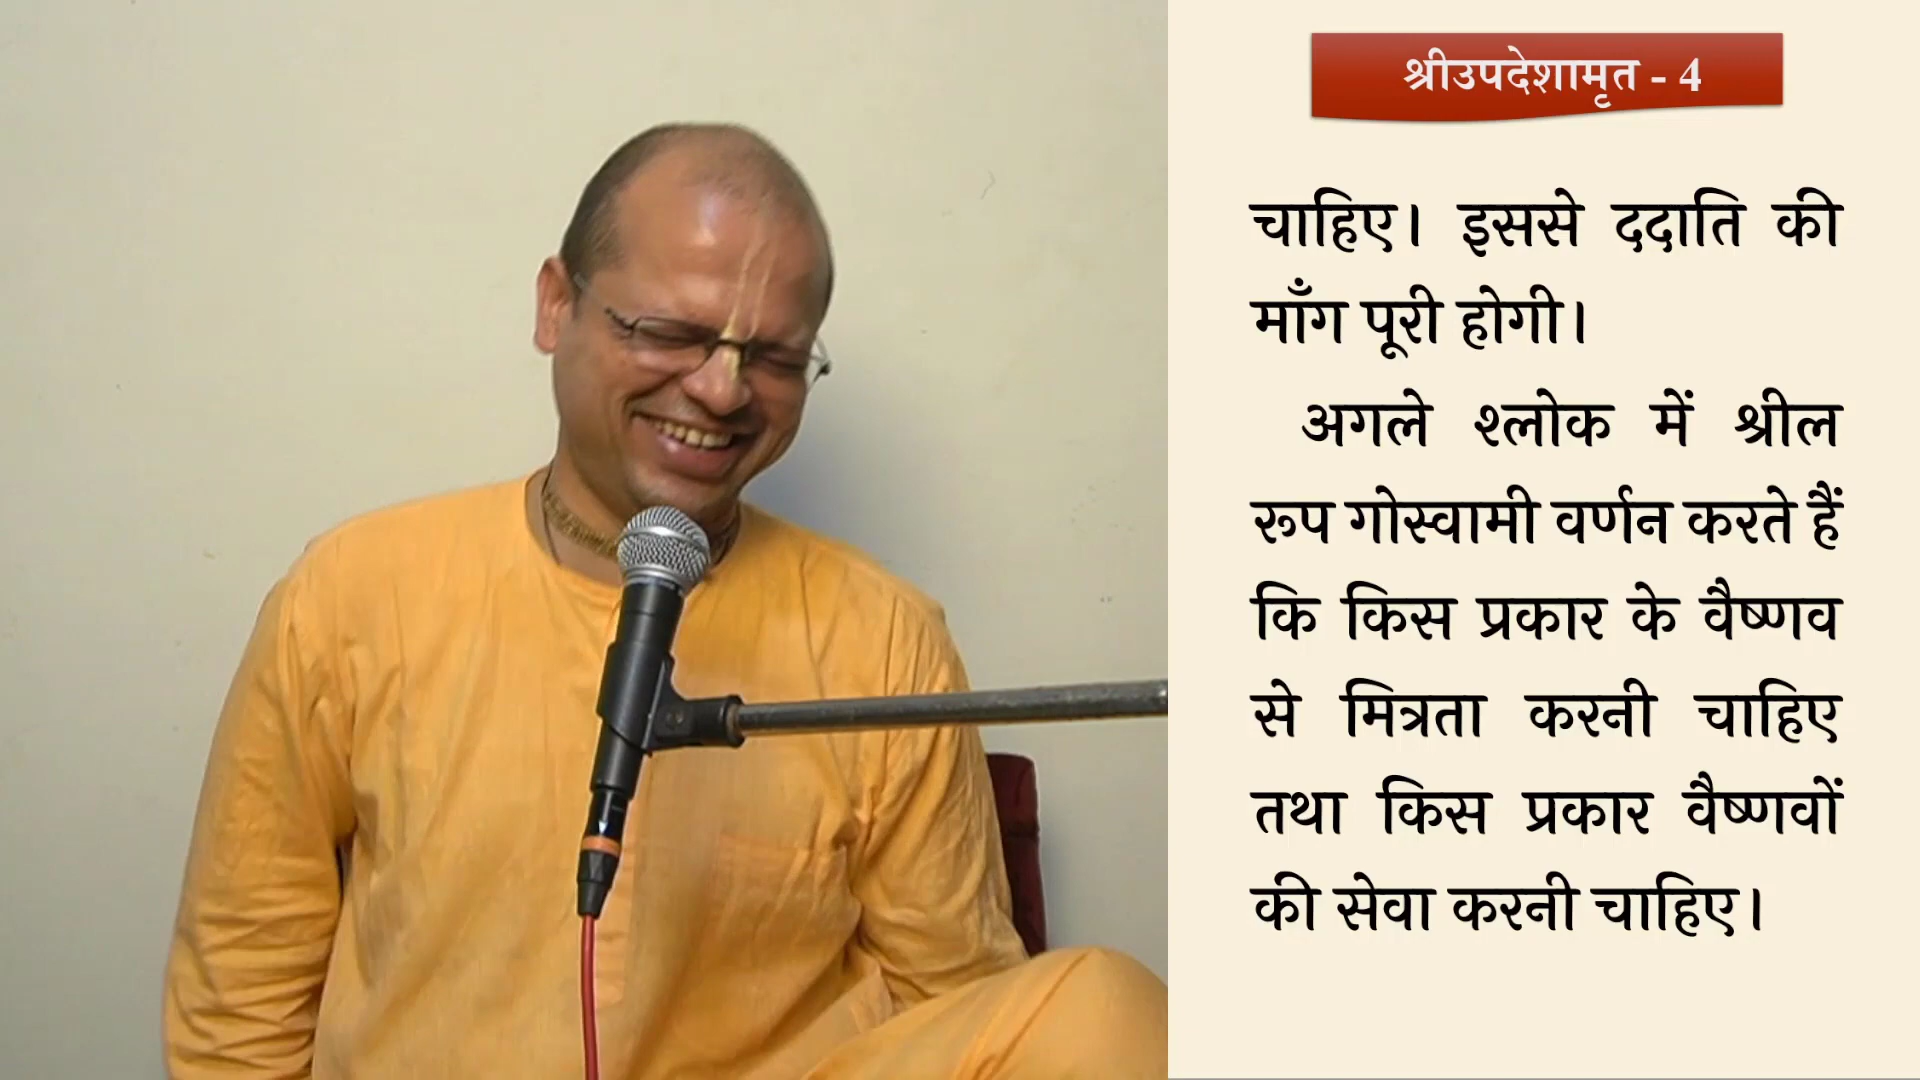 श्रीउपदेशामृत - 4
चाहिए। इससे ददाति की
माँग पूरी होगी।
अगले श्लोक में श्रील
रूप गोस्वामी वर्णन करते हैं
कि किस प्रकार के वैष्णव
से मित्रता करनी चाहिए
तथा किस प्रकार वैष्णवों
की सेवा करनी चाहिए।